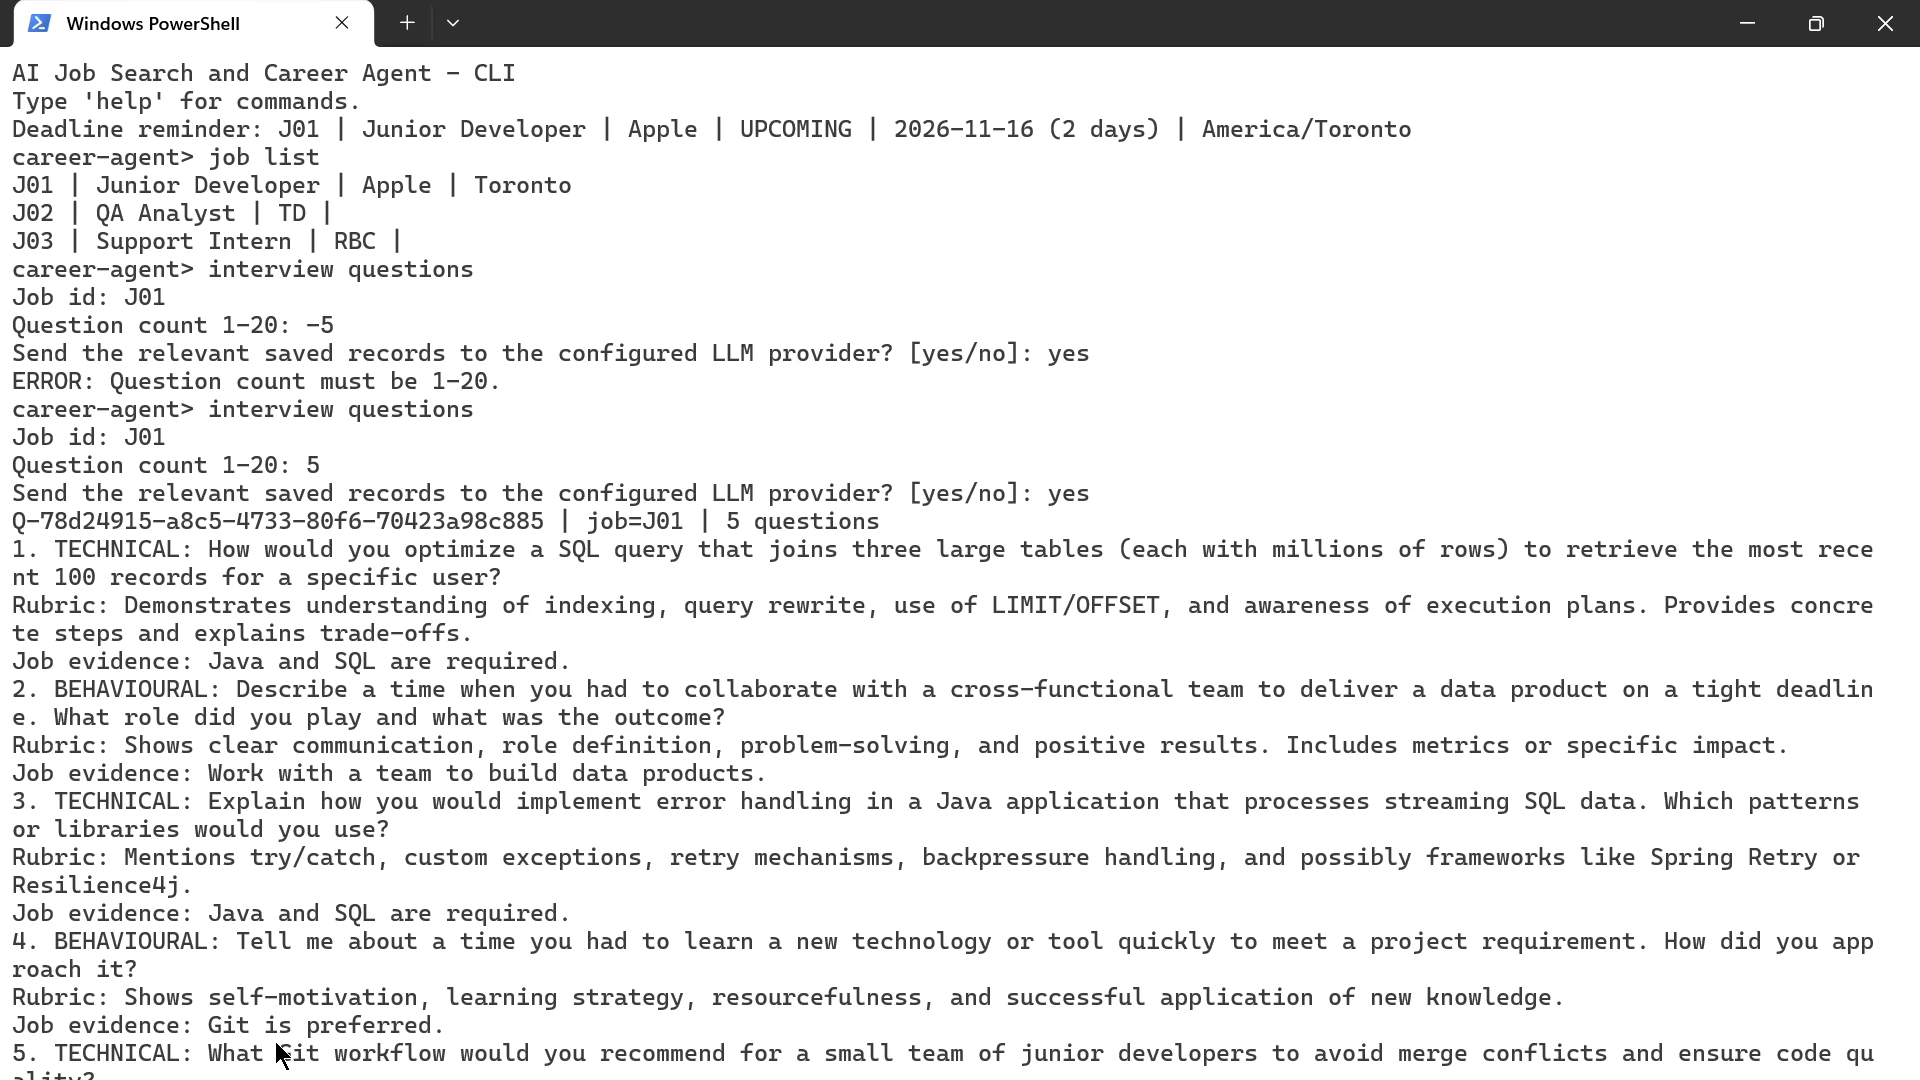 Windows PowerShell
AI Job Search and Career Agent - CLI
Type 'help' for commands.
Deadline reminder: J01 | Junior Developer | Apple | UPCOMING | 2026-11-16 (2 days) | America/Toronto
career-agent> job list
J01 | Junior Developer | Apple | Toronto
J02 | QA Analyst | TD |
J03 | Support Intern | RBC |
career-agent> interview questions
Job id: J01
Question count 1-20: -5
Send the relevant saved records to the configured LLM provider? [yes/no]: yes
ERROR: Question count must be 1-20.
career-agent> interview questions
Job id: J01
Question count 1-20: 5
Send the relevant saved records to the configured LLM provider? [yes/no]: yes
Q-78d24915-a8c5-4733-80f6-70423a98c885 | job=J01 | 5 questions
1. TECHNICAL: How would you optimize a SQL query that joins three large tables (each with millions of rows) to retrieve the most rece
nt 100 records for a specific user?
Rubric: Demonstrates understanding of indexing, query rewrite, use of LIMIT/OFFSET, and awareness of execution plans. Provides concre
te steps and explains trade-offs.
Job evidence: Java and SQL are required.
2. BEHAVIOURAL: Describe a time when you had to collaborate with a cross-functional team to deliver a data product on a tight deadlin
e. What role did you play and what was the outcome?
Rubric: Shows clear communication, role definition, problem-solving, and positive results. Includes metrics or specific impact.
Job evidence: Work with a team to build data products.
3. TECHNICAL: Explain how you would implement error handling in a Java application that processes streaming SQL data. Which patterns
or libraries would you use?
Rubric: Mentions try/catch, custom exceptions, retry mechanisms, backpressure handling, and possibly frameworks like Spring Retry or
Resilience4j.
Job evidence: Java and SQL are required.
4. BEHAVIOURAL: Tell me about a time you had to learn a new technology or tool quickly to meet a project requirement. How did you app
roach it?
Rubric: Shows self-motivation, learning strategy, resourcefulness, and successful application of new knowledge.
Job evidence: Git is preferred.
5. TECHNICAL: What Git workflow would you recommend for a small team of junior developers to avoid merge conflicts and ensure code qu
ality?